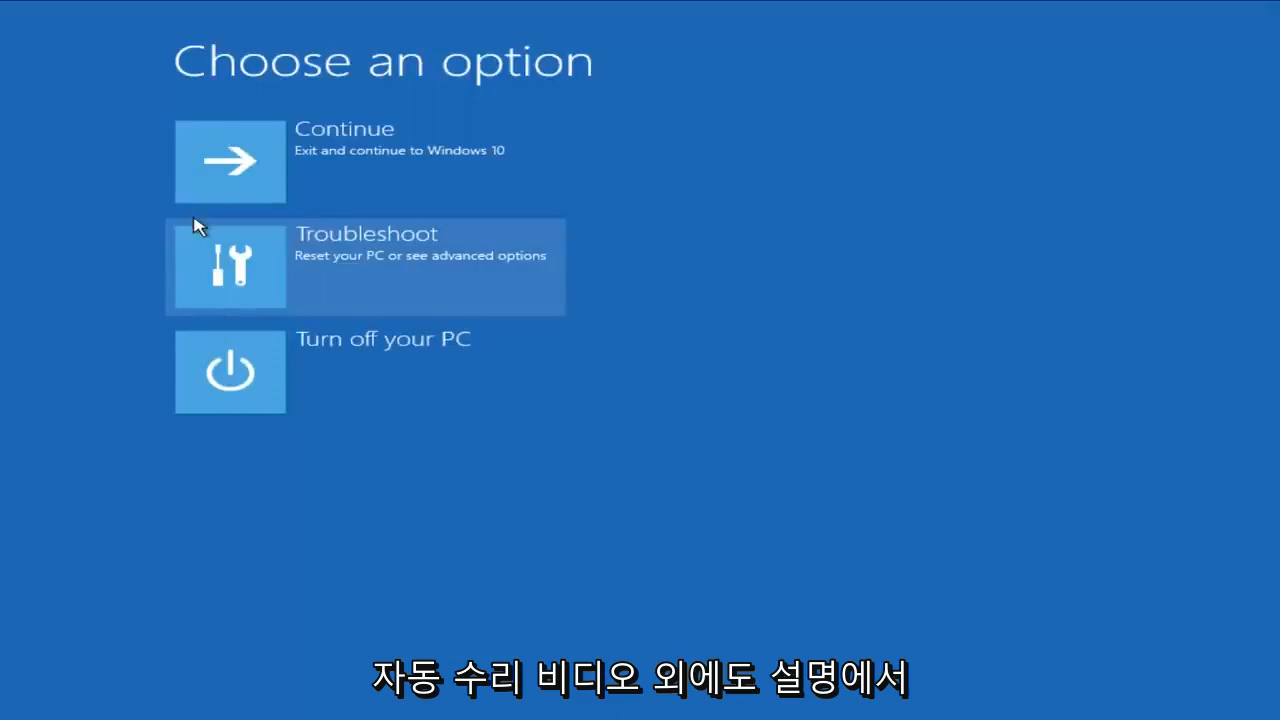 Choose an option
Continue
Exit and continue to Windows 10
Troubleshoot
Reset your PC or see advanced options
Turn off your PC
자동 수리 비디오 외에도 설명에서